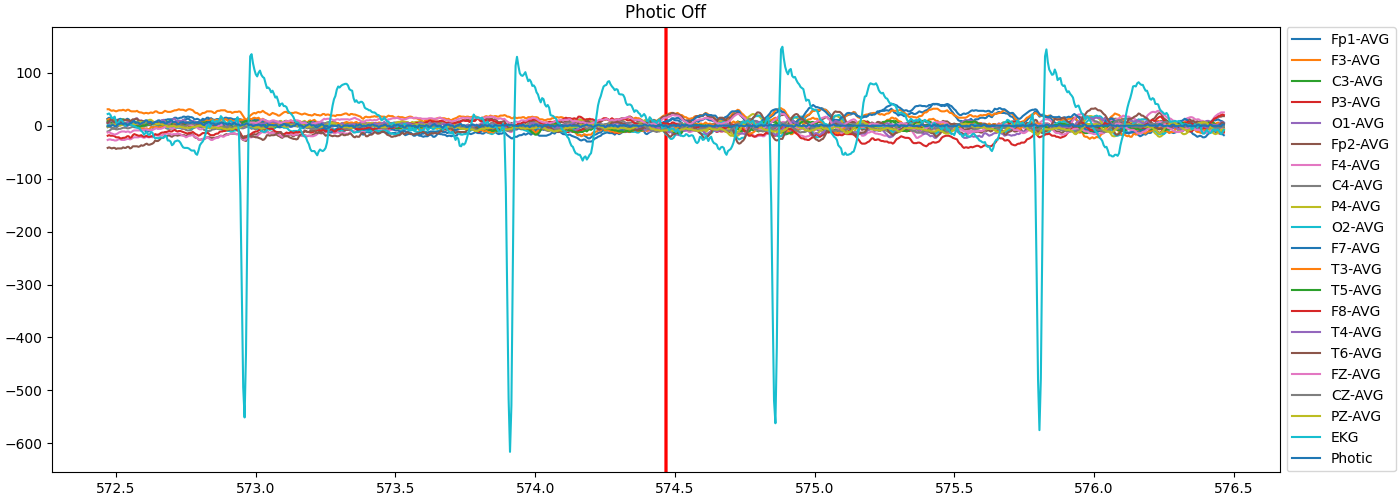 Photic Off
100
0
−100
−200
−300
−400
−500
−600
572.5 573.0 573.5 574.0 574.5 575.0 575.5 576.0 576.5
Fp1-AVG
F3-AVG
C3-AVG
P3-AVG
O1-AVG
Fp2-AVG
F4-AVG
C4-AVG
P4-AVG
O2-AVG
F7-AVG
T3-AVG
T5-AVG
F8-AVG
T4-AVG
T6-AVG
FZ-AVG
CZ-AVG
PZ-AVG
EKG
Photic